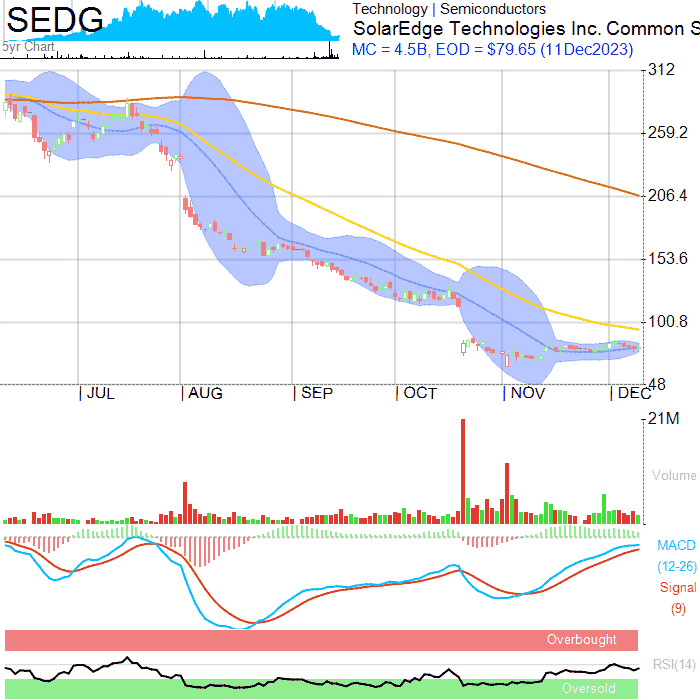 SEDG
5yr Chart
Technology | Semiconductors
SolarEdge Technologies Inc. Common S
MC = 4.5B, EOD = $79.65 (11Dec2023)
312
259.2
206.4
153.6
100.8
48
JUL AUG SEP OCT NOV DEC
21M
Volume
MACD
(12-26)
Signal
(9)
Overbought
RSI(14)
Oversold